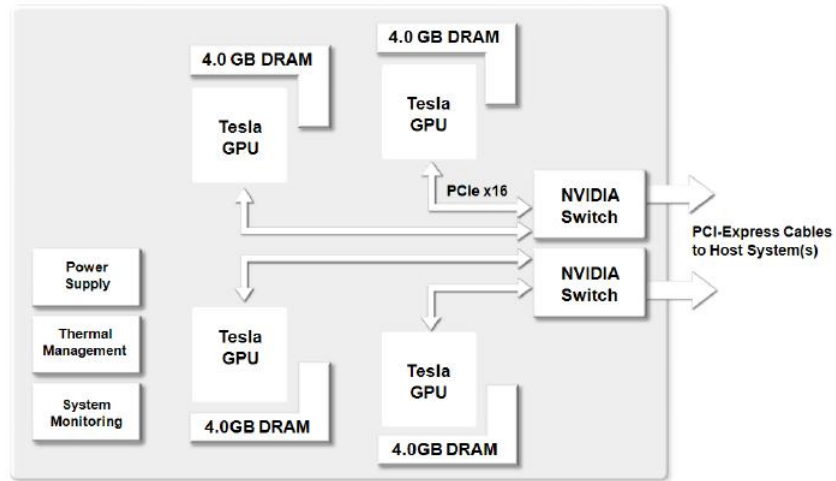 4.0 GB DRAM
4.0 GB DRAM
Tesla
GPU
Tesla
GPU
PCIe x16
NVIDIA
Switch
PCI-Express Cables
to Host System(s)
NVIDIA
Switch
Power
Supply
Thermal
Management
System
Monitoring
Tesla
GPU
Tesla
GPU
4.0GB DRAM
4.0GB DRAM